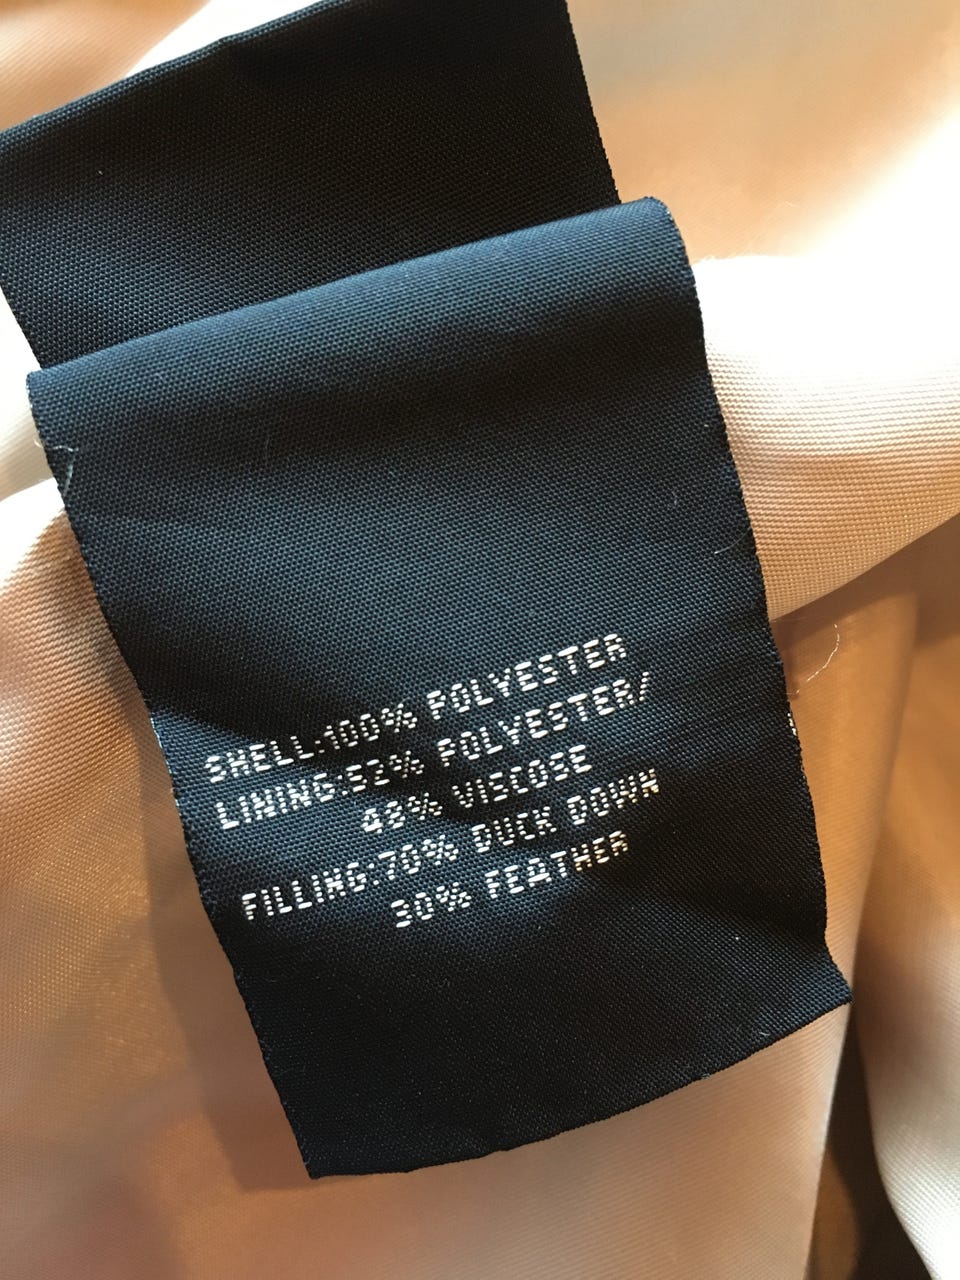 SHELL:100% POLYESTER
LINING:52% POLYESTER/
48% VISCOSE
FILLING:70% DUCK DOWN
30% FEATHER